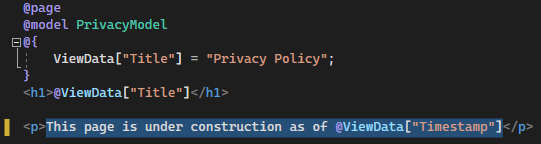 @page
@model PrivacyModel
@{
    ViewData["Title"] = "Privacy Policy";
}
<h1>@ViewData["Title"]</h1>
<p>This page is under construction as of @ViewData["Timestamp"]</p>